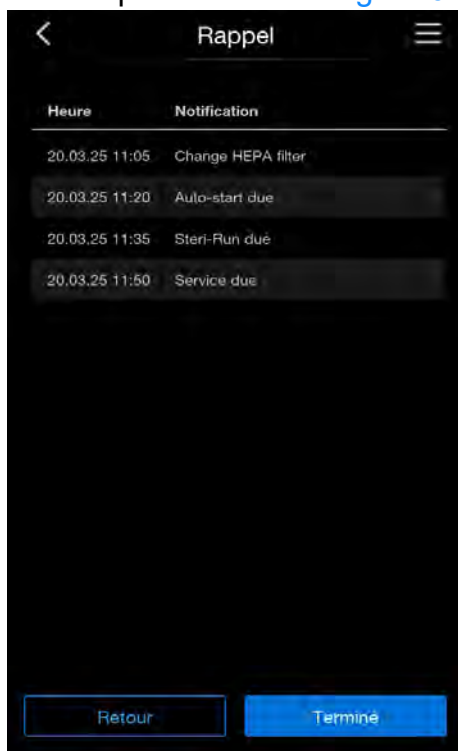 Rappel
Heure Notification
20.03.25 11:05 Change HEPA filter
20.03.25 11:20 Auto-start due
20.03.25 11:35 Steri-Run due
20.03.25 11:50 Service due
Retour Terminé